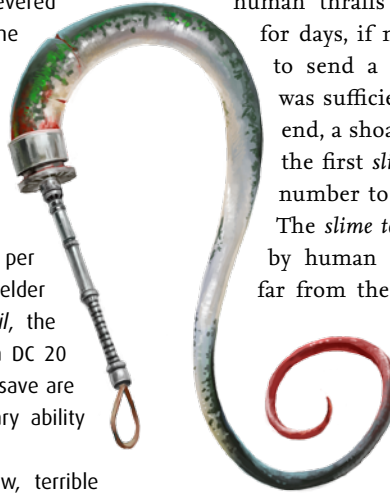 evered
per
elder
il, the
DC 20
save are
ry ability
w, terrible
human thralls
for days, if
to send a
was sufficie
end, a shoa
the first sli
number to
The slime ta
by human
far from the